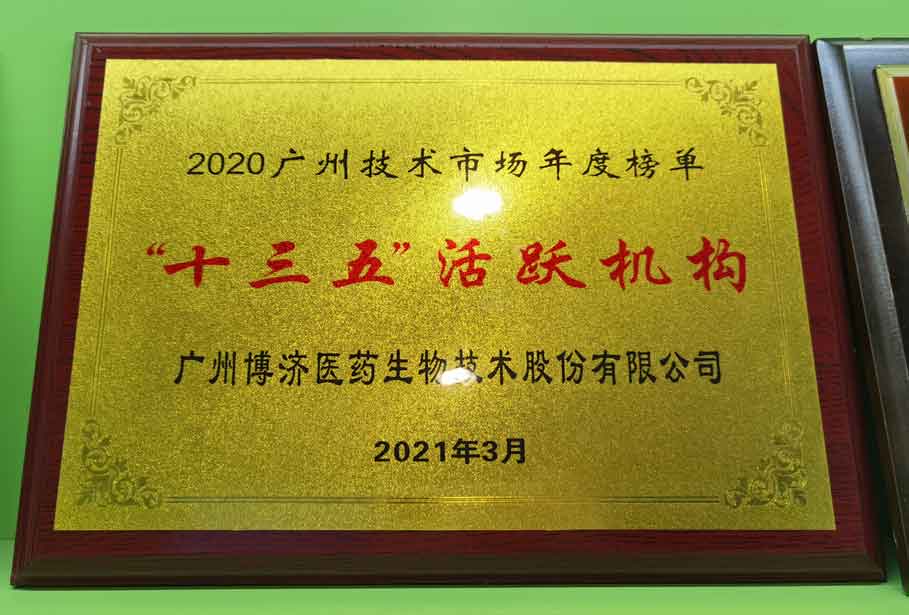 2020广州技术市场年度榜单
“十三五”活跃机构
广州博济医药生物技术股份有限公司
2021年3月